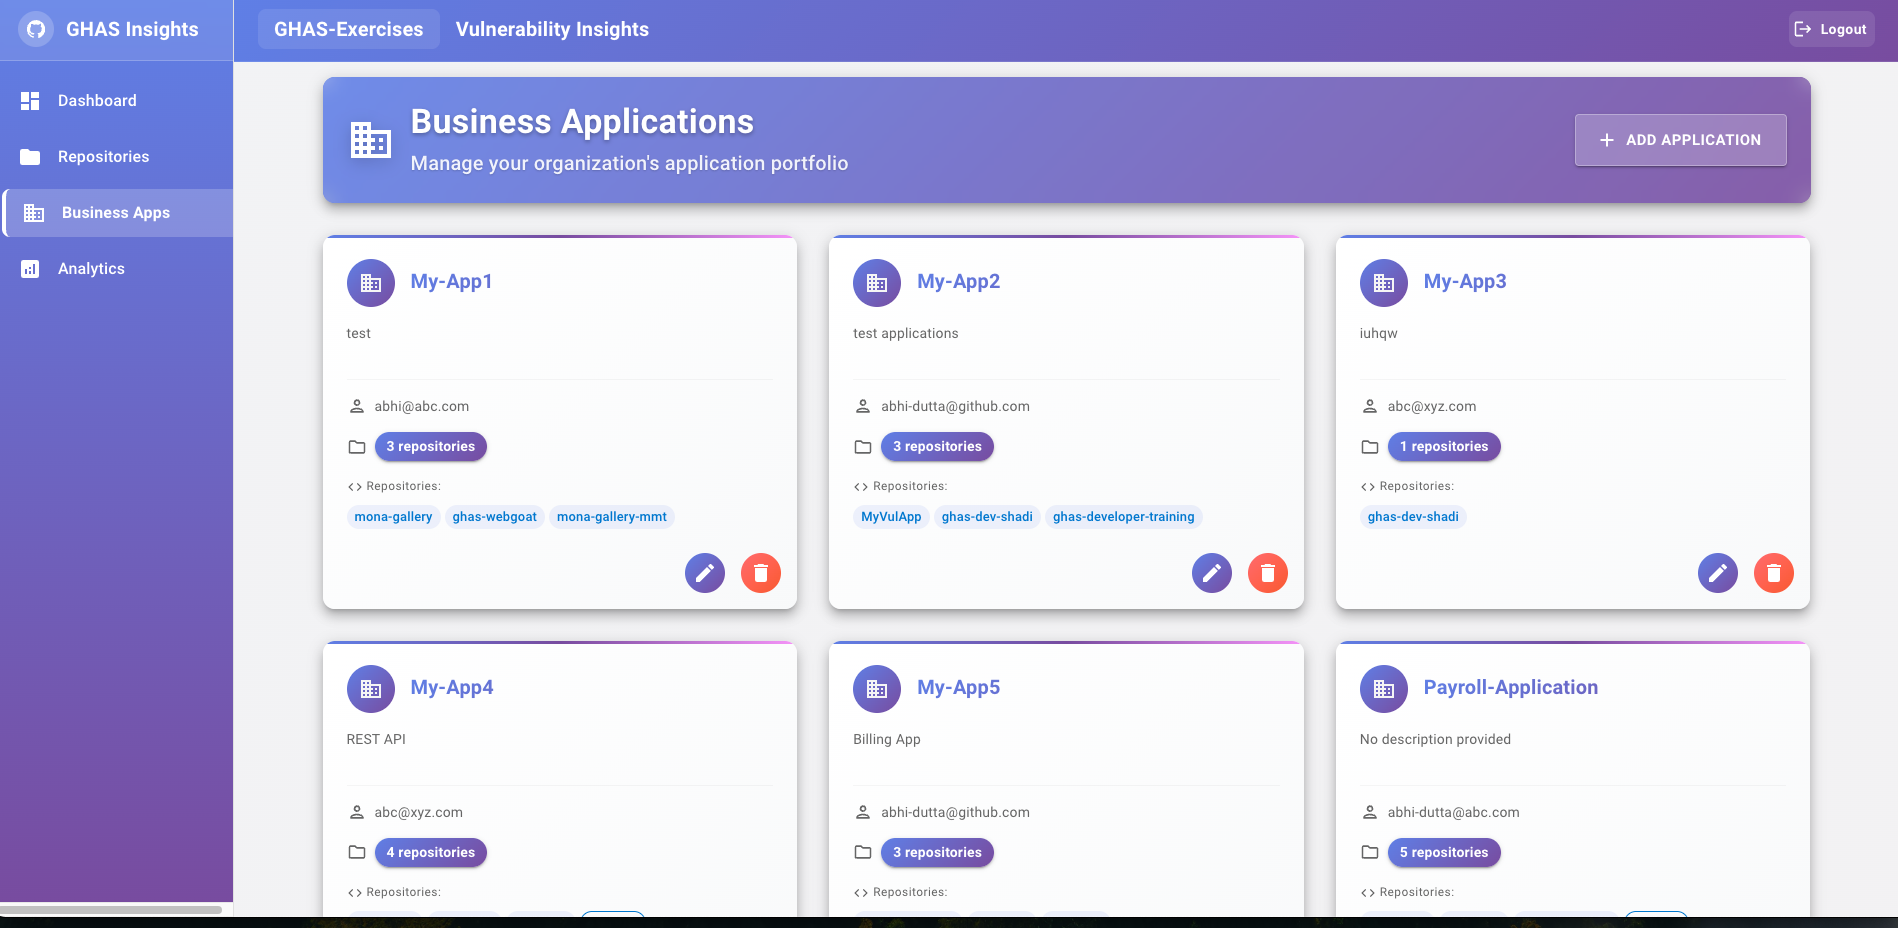 GHAS Insights
Dashboard
Repositories
Business Apps
Analytics
GHAS-Exercises
Vulnerability Insights
Logout
Business Applications
Manage your organization's application portfolio
ADD APPLICATION
My-App1
test
abhi@abc.com
3 repositories
Repositories:
mona-gallery ghas-webgoat mona-gallery-mmt
My-App2
test applications
abhi-dutta@github.com
3 repositories
Repositories:
MyVulApp ghas-dev-shadi ghas-developer-training
My-App3
iuhqw
abc@xyz.com
1 repositories
Repositories:
ghas-dev-shadi
My-App4
REST API
abc@xyz.com
4 repositories
Repositories:
My-App5
Billing App
abhi-dutta@github.com
3 repositories
Repositories:
Payroll-Application
No description provided
abhi-dutta@abc.com
5 repositories
Repositories: